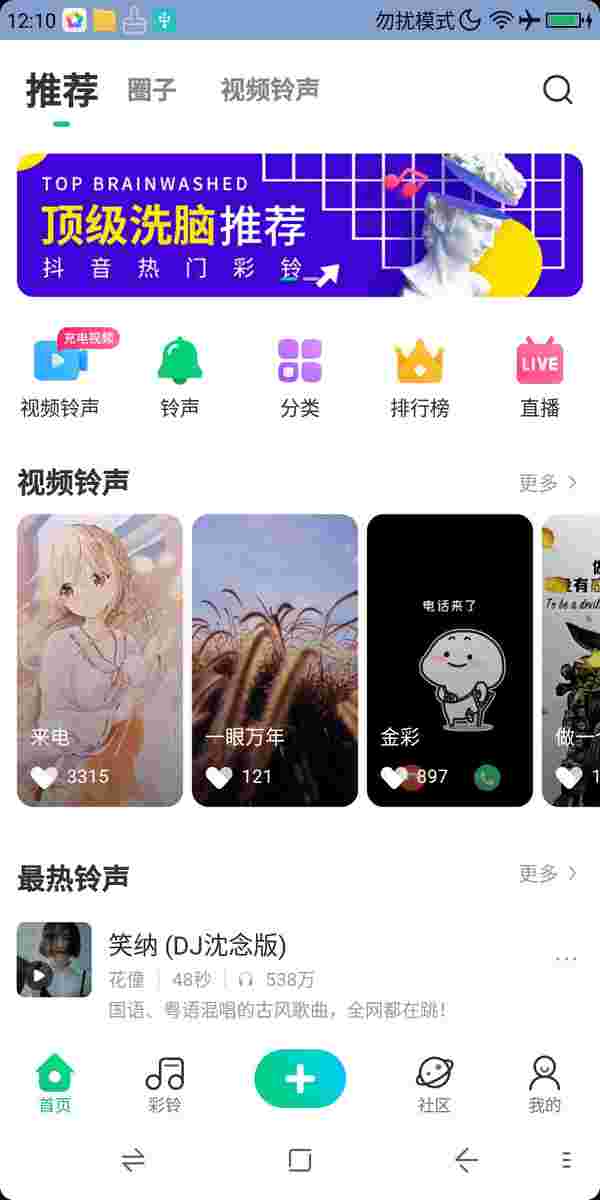 12:10 勿扰模式
推荐 圈子 视频铃声
TOP BRAINWASHED
顶级洗脑推荐
抖音热门彩铃
充电视频
LIVE
视频铃声 铃声 分类 排行榜 直播
视频铃声 更多
电话来了
To be a devil
来电 一眼万年 金彩
3315 121 897
最热铃声 更多
笑纳 (DJ沈念版)
花僮 48秒 538万
国语、粤语混唱的古风歌曲，全网都在跳！
首页 彩铃 社区 我的